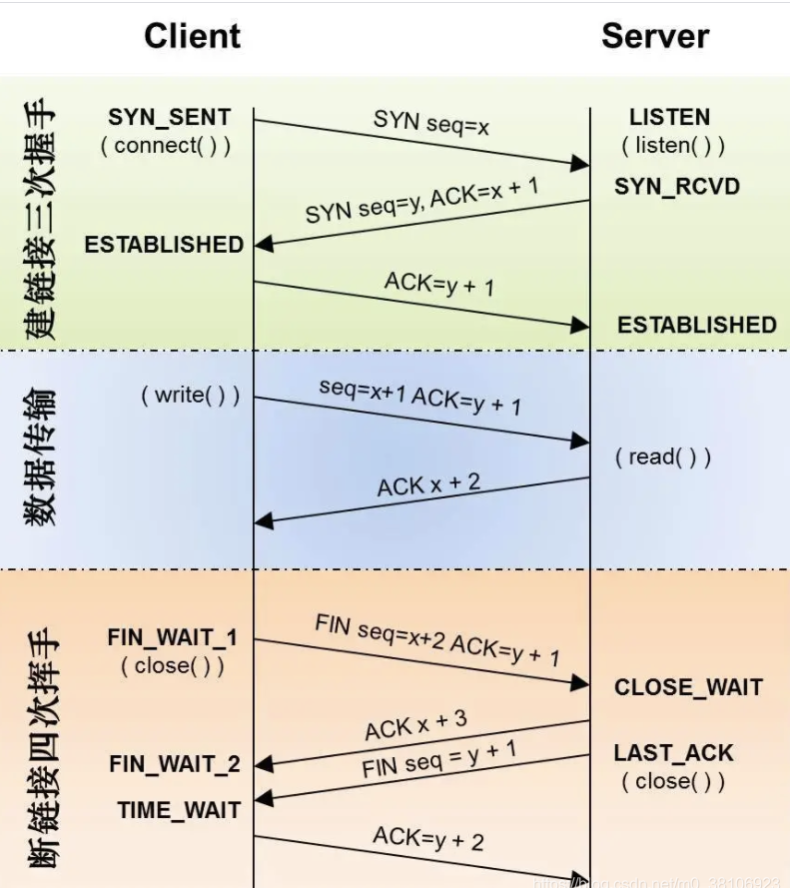 Client
Server
建链接三次握手
SYN_SENT
( connect( ) )
SYN seq=x
LISTEN
( listen( ) )
SYN_RCVD
SYN seq=y, ACK=x + 1
ESTABLISHED
ACK=y + 1
ESTABLISHED
数据传输
( write( ) )
seq=x+1 ACK=y + 1
( read( ) )
ACK x + 2
断链接四次挥手
FIN_WAIT_1
( close( ) )
FIN seq=x+2 ACK=y + 1
CLOSE_WAIT
ACK x + 3
FIN_WAIT_2
FIN seq = y + 1
LAST_ACK
( close( ) )
TIME_WAIT
ACK=y + 2
https://blog.csdn.net/m0_38106923